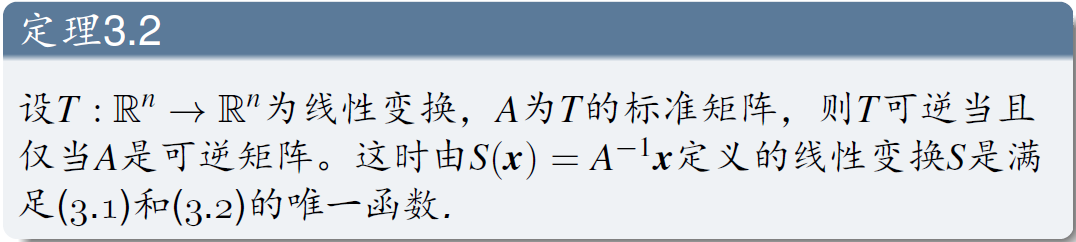 定理3.2
设T : ℝⁿ → ℝⁿ为线性变换，A为T的标准矩阵，则T可逆当且
仅当A是可逆矩阵。这时由S(x) = A⁻¹x定义的线性变换S是满
足(3.1)和(3.2)的唯一函数.